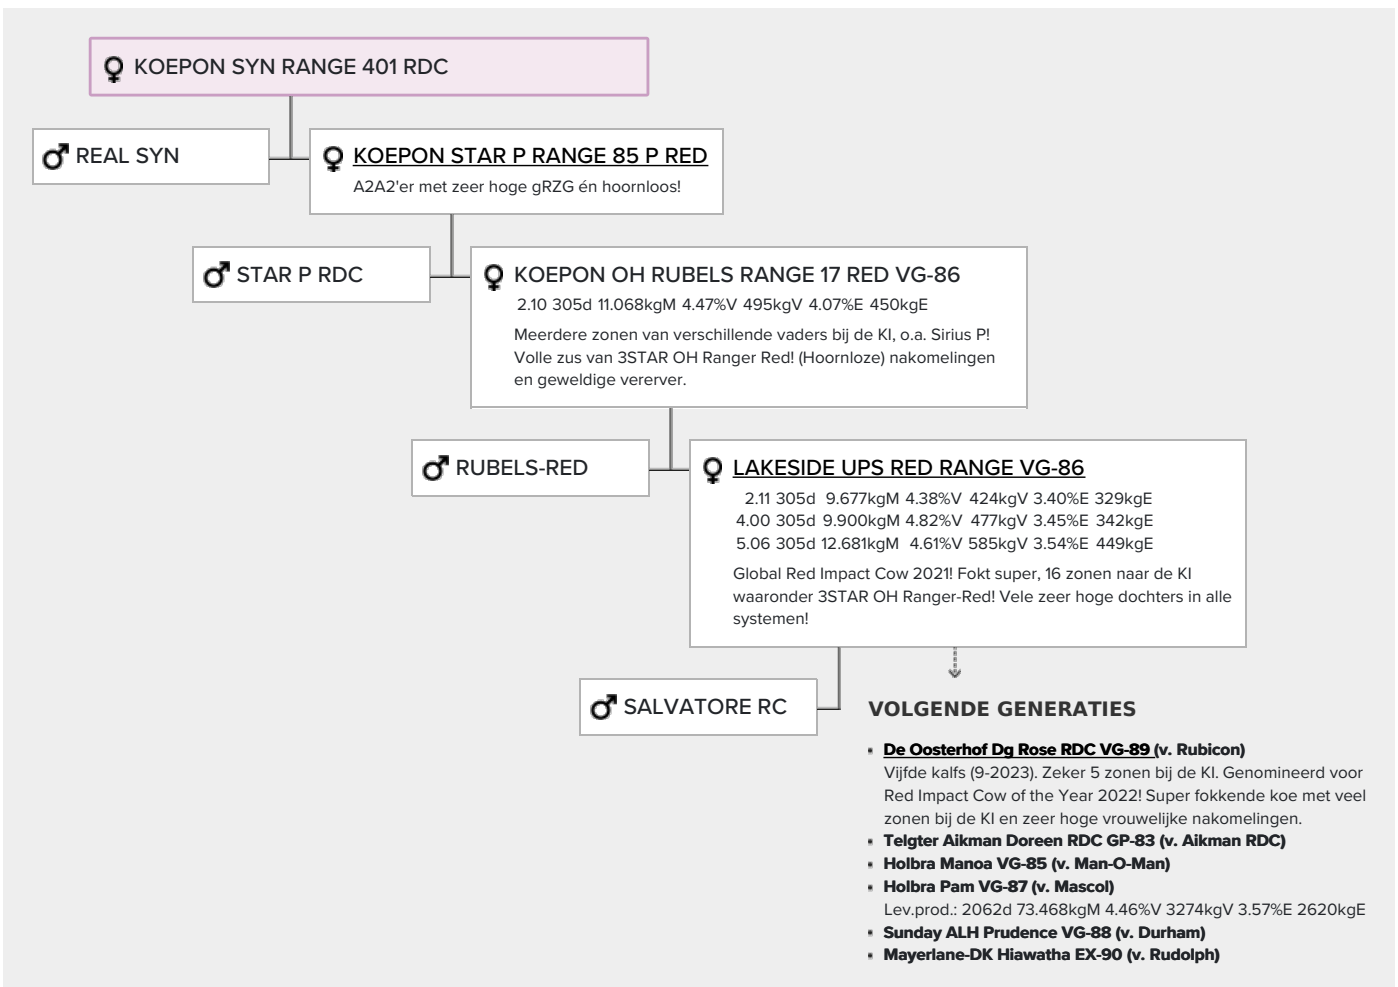 KOEPON SYN RANGE 401 RDC
REAL SYN
KOEPON STAR P RANGE 85 P RED
A2A2'er met zeer hoge gRZG én hoornloos!
STAR P RDC
KOEPON OH RUBELS RANGE 17 RED VG-86
2.10 305d 11.068kgM 4.47%V 495kgV 4.07%E 450kgE
Meerdere zonen van verschillende vaders bij de KI, o.a. Sirius P!
Volle zus van 3STAR OH Ranger Red! (Hoornloze) nakomelingen
en geweldige vererver.
RUBELS-RED
LAKESIDE UPS RED RANGE VG-86
2.11 305d 9.677kgM 4.38%V 424kgV 3.40%E 329kgE
4.00 305d 9.900kgM 4.82%V 477kgV 3.45%E 342kgE
5.06 305d 12.681kgM 4.61%V 585kgV 3.54%E 449kgE
Global Red Impact Cow 2021! Fokt super, 16 zonen naar de KI
waaronder 3STAR OH Ranger-Red! Vele zeer hoge dochters in alle
systemen!
SALVATORE RC
VOLGENDE GENERATIES
De Oosterhof Dg Rose RDC VG-89 (v. Rubicon)
Vijfde kalfs (9-2023). Zeker 5 zonen bij de KI. Genomineerd voor
Red Impact Cow of the Year 2022! Super fokkende koe met veel
zonen bij de KI en zeer hoge vrouwelijke nakomelingen.
Telgter Aikman Doreen RDC GP-83 (v. Aikman RDC)
Holbra Manoa VG-85 (v. Man-O-Man)
Holbra Pam VG-87 (v. Mascol)
Lev.prod.: 2062d 73.468kgM 4.46%V 3274kgV 3.57%E 2620kgE
Sunday ALH Prudence VG-88 (v. Durham)
Mayerlane-DK Hiawatha EX-90 (v. Rudolph)